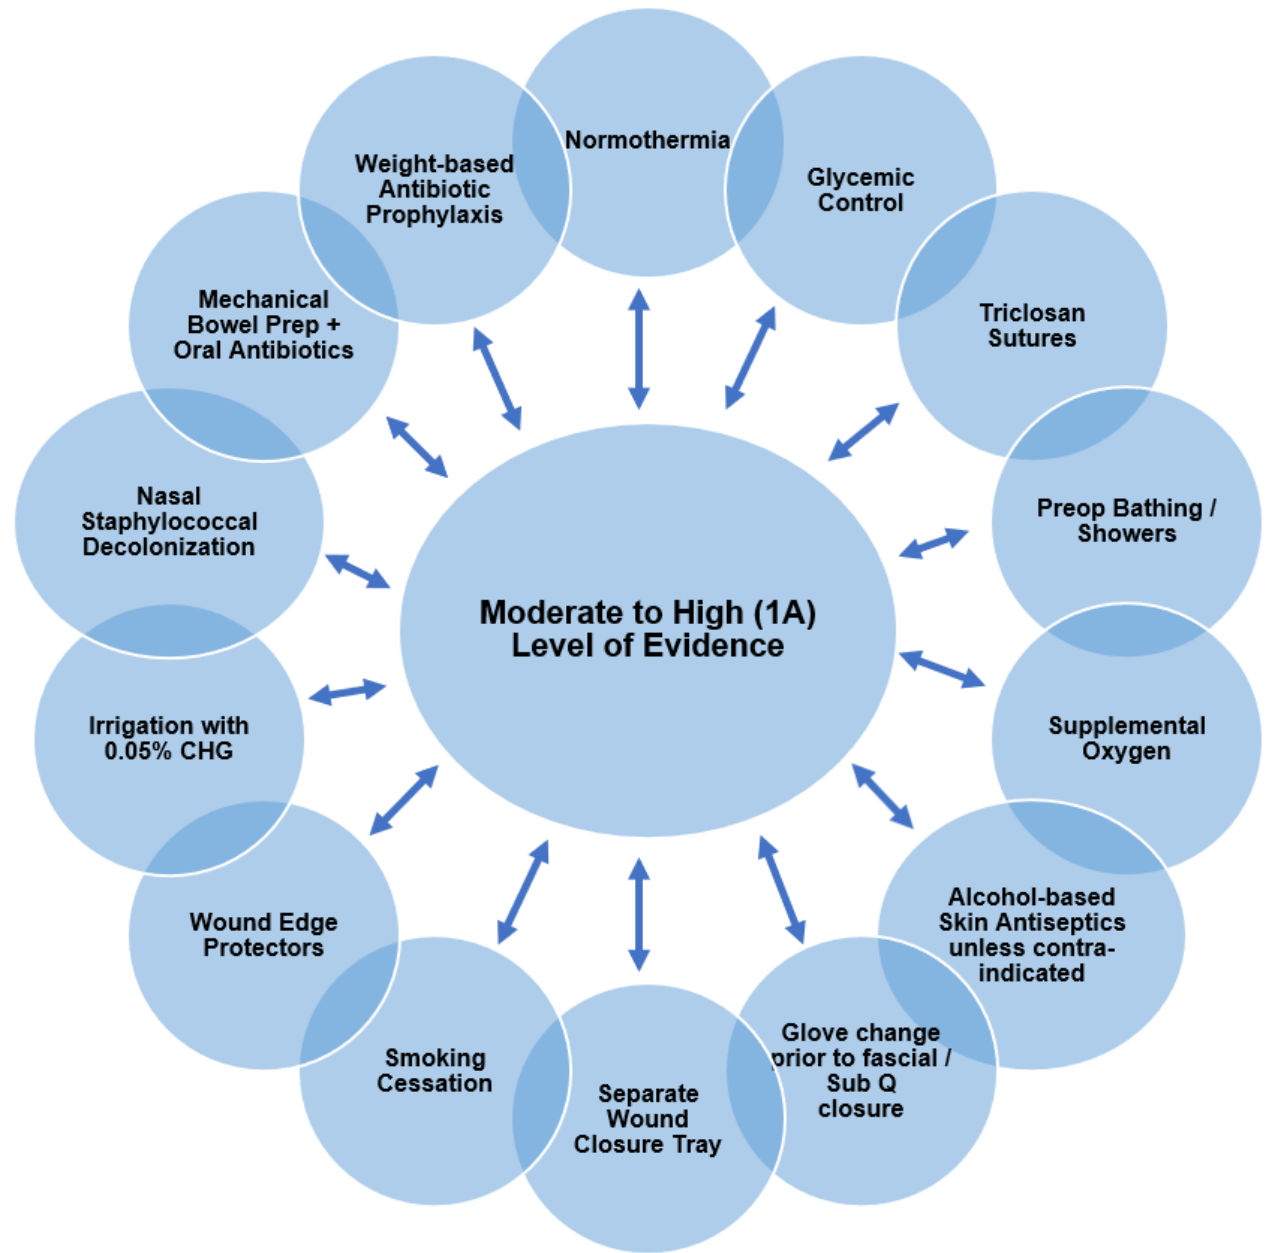 Normothermia
Glycemic
Control
Triclosan
Sutures
Preop Bathing /
Showers
Supplemental
Oxygen
Alcohol-based
Skin Antiseptics
unless contra-
indicated
Glove change
prior to fascial /
Sub Q
closure
Separate
Wound
Closure Tray
Smoking
Cessation
Wound Edge
Protectors
Irrigation with
0.05% CHG
Nasal
Staphylococcal
Decolonization
Mechanical
Bowel Prep +
Oral Antibiotics
Weight-based
Antibiotic
Prophylaxis
Moderate to High (1A)
Level of Evidence